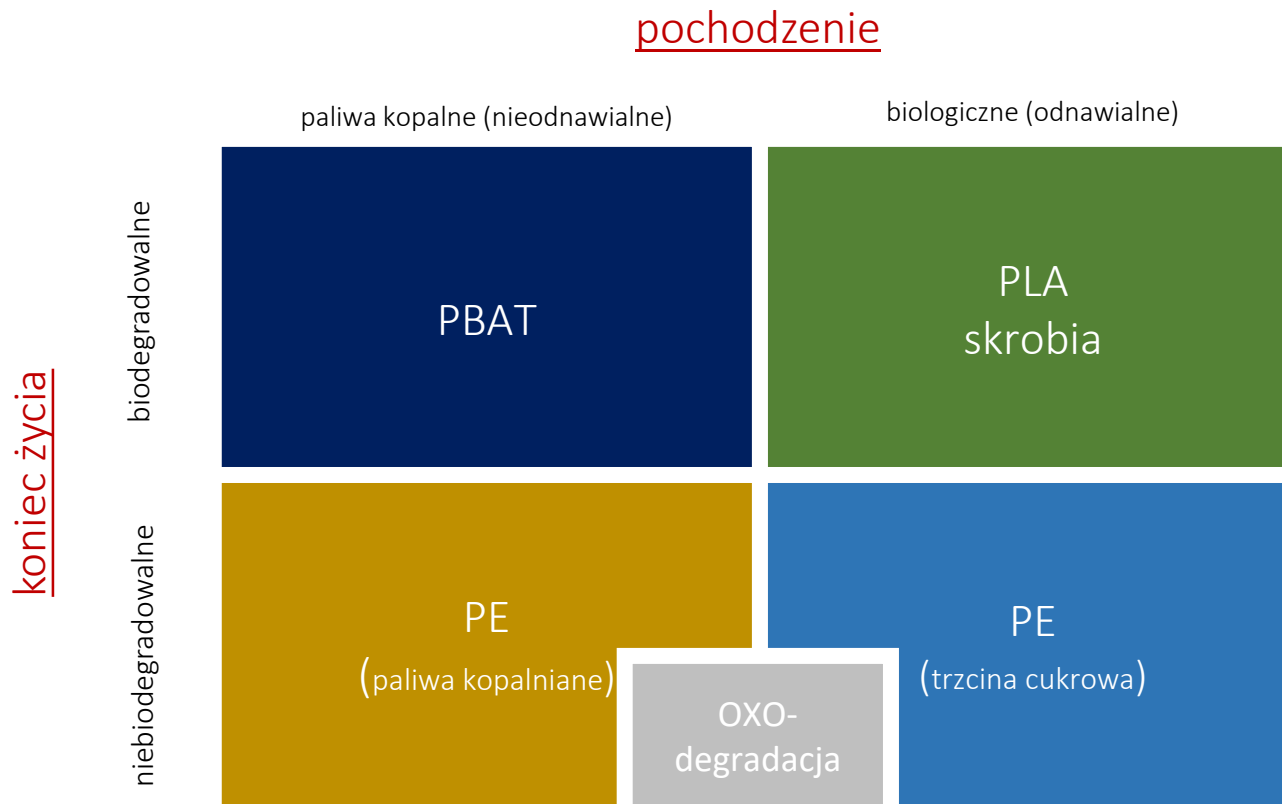 pochodzenie
paliwa kopalne (nieodnawialne)
biologiczne (odnawialne)
koniec życia
biodegradowalne
PBAT
PLA
skrobia
niebiodegradowalne
PE
(paliwa kopalniane)
PE
(trzcina cukrowa)
OXO-
degradacja